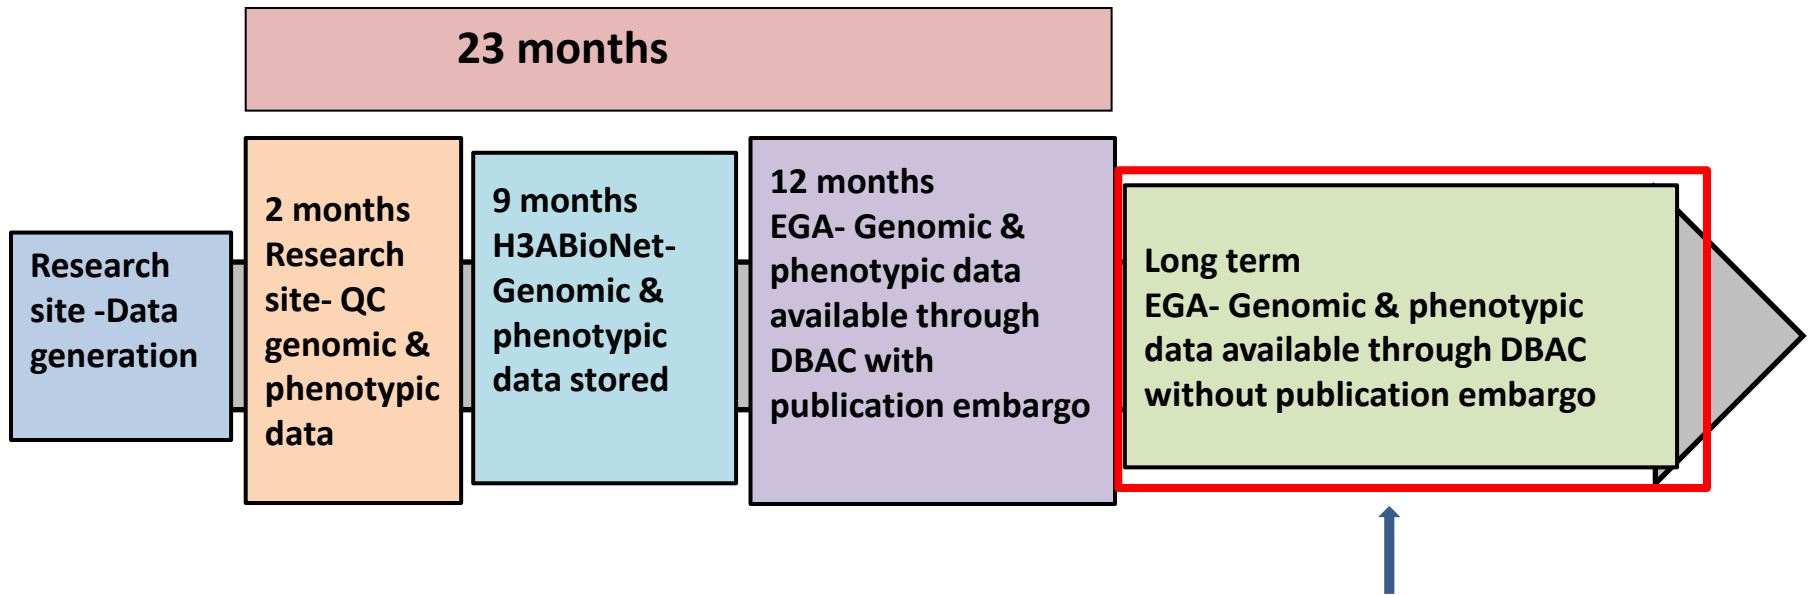 23 months
Research
site -Data
generation
2 months
Research
site- QC
genomic &
phenotypic
data
9 months
H3ABioNet-
Genomic &
phenotypic
data stored
12 months
EGA- Genomic &
phenotypic data
available through
DBAC with
publication embargo
Long term
EGA- Genomic & phenotypic
data available through DBAC
without publication embargo